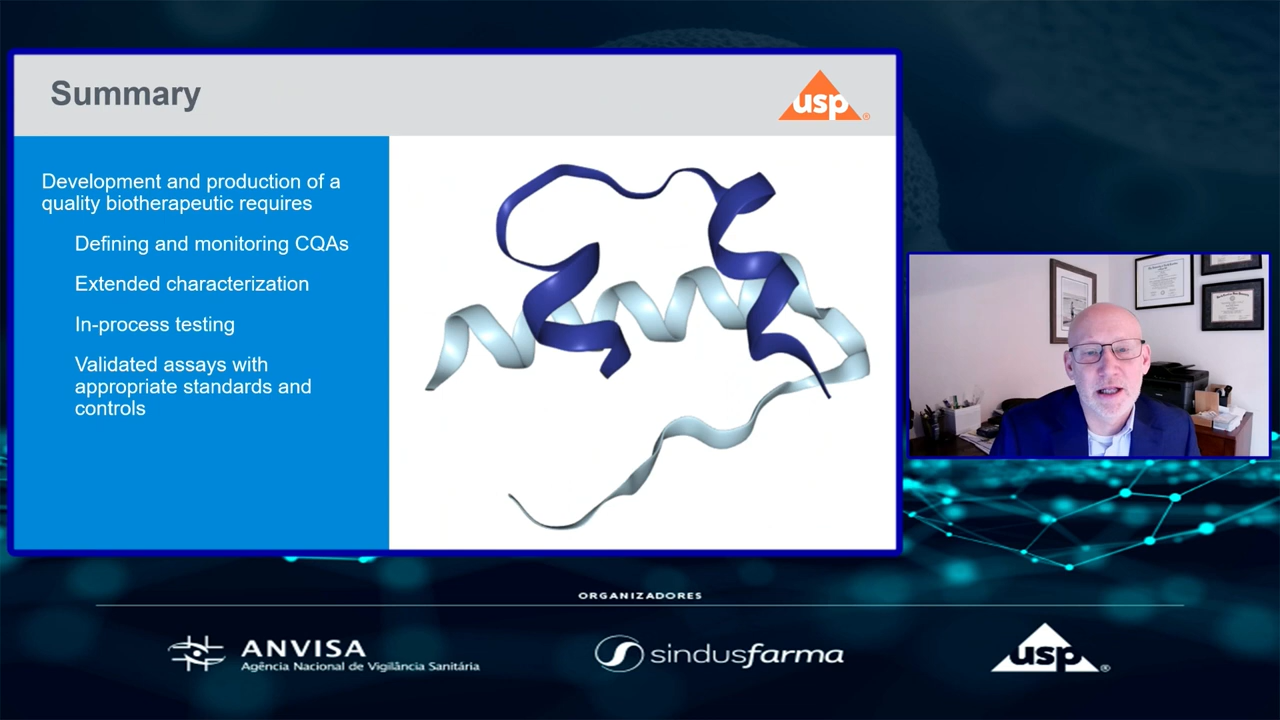 Summary
usp
Development and production of a
quality biotherapeutic requires
Defining and monitoring CQAs
Extended characterization
In-process testing
Validated assays with
appropriate standards and
controls
ORGANIZADORES
ANVISA
Agência Nacional de Vigilância Sanitária
sindusfarma
usp